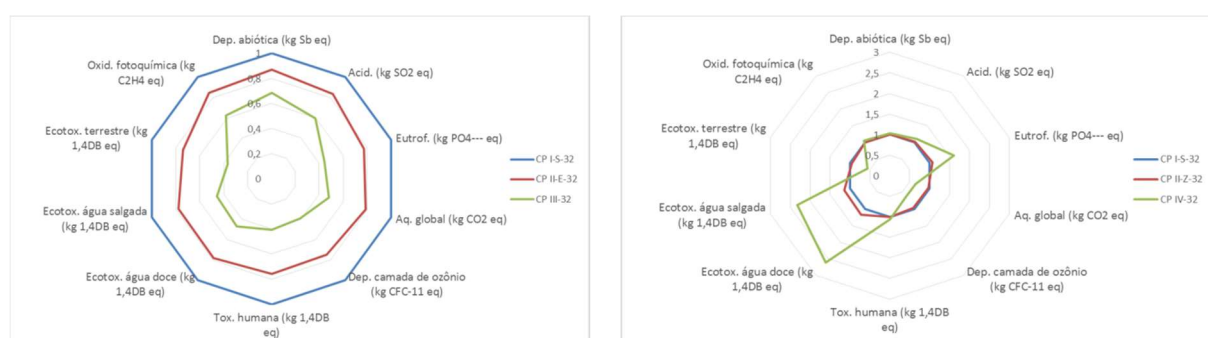 Dep. abiótica (kg Sb eq)
1
Oxid. fotoquímica (kg
C2H4 eq)
Acid. (kg SO2 eq)
0,8
0,6
Ecotox. terrestre (kg
1,4DB eq)
0,4
Eutrof. (kg PO4--- eq)
0,2
0
CP I-S-32
CP II-E-32
CP III-32
Ecotox. água salgada
(kg 1,4DB eq)
Aq. global (kg CO2 eq)
Ecotox. água doce (kg
1,4DB eq)
Dep. camada de ozônio
(kg CFC-11 eq)
Tox. humana (kg 1,4DB
eq)
Dep. abiótica (kg Sb eq)
3
Oxid. fotoquímica (kg
C2H4 eq)
Acid. (kg SO2 eq)
2,5
2
1,5
Ecotox. terrestre (kg
1,4DB eq)
1
Eutrof. (kg PO4--- eq)
0,5
0
CP I-S-32
CP II-Z-32
CP IV-32
Ecotox. água salgada
(kg 1,4DB eq)
Aq. global (kg CO2 eq)
Ecotox. água doce (kg
1,4DB eq)
Dep. camada de ozônio
(kg CFC-11 eq)
Tox. humana (kg 1,4DB
eq)